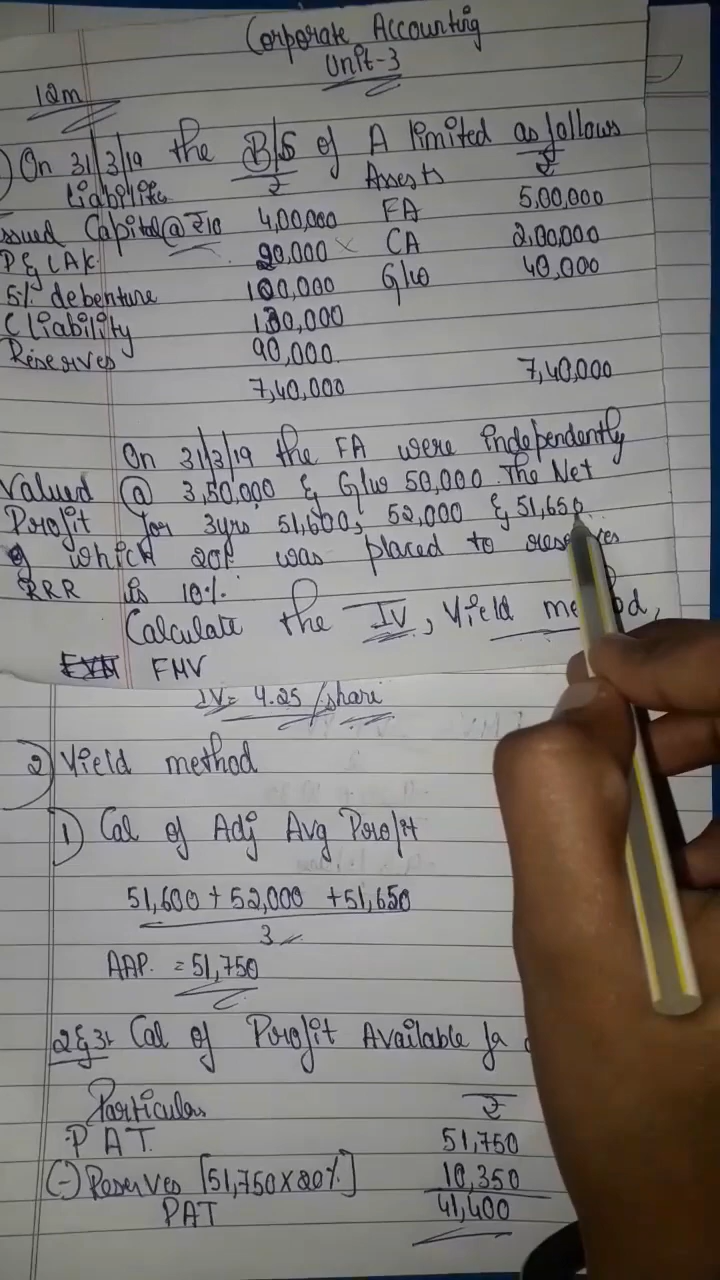 Corporate Accounting
Unit-3
12m
On 31/3/19 the B/S of A limited as follows
Liabilities ₹ Assests ₹
ssued Capital @ ₹10 4,00,000 FA 5,00,000
P & L A/c 20,000 CA 2,00,000
5% debenture 100,000 G/w 40,000
C liability 130,000
Reserves 90,000.
7,40,000 7,40,000
On 31/3/19 the FA were independently
Valued @ 3,50,000 & G/w 50,000. The Net
Profit for 3yrs 51,600, 52,000 & 51,650
of which 20% was placed to reserves
RRR is 10%.
Calculate the IV, Yield method,
FMV
IV = 4.25 /share
2) Yield method
1) Cal of Adj Avg Profit
51,600 + 52,000 + 51,650
3
AAP. = 51,750
2 & 3. Cal of Profit Available fa
Particulars ₹
P A T. 51,750
(-) Reserves [51,750 x 20%] 10,350
PAT 41,400